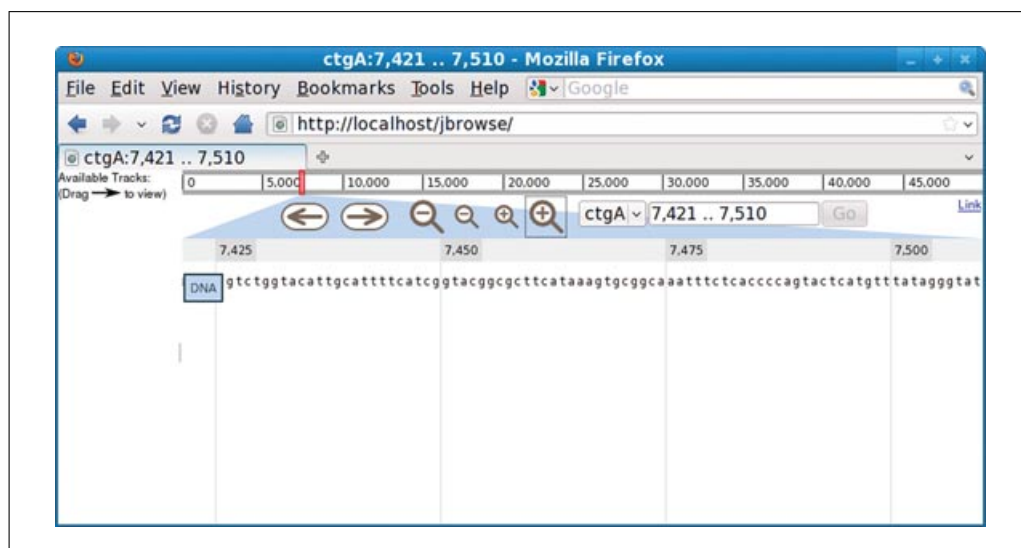 ctgA:7,421 .. 7,510 - Mozilla Firefox
File Edit View History Bookmarks Tools Help Google
http://localhost/jbrowse/
ctgA:7,421 .. 7,510
Available Tracks:
(Drag to view)
0 5,000 10,000 15,000 20,000 25,000 30,000 35,000 40,000 45,000
ctgA 7,421 .. 7,510 Go Link
7,425 7,450 7,475 7,500
DNA gtctggtacattgcattttcatcggtacggcgcttcataaagtgcggcaaatttctcaccccagtactcatgtttatagggtat